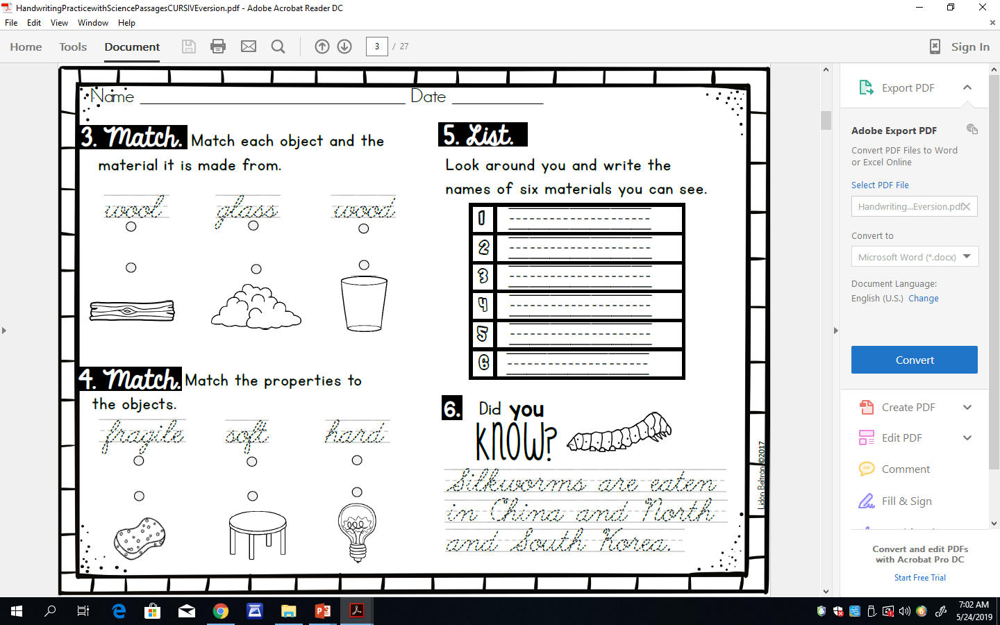 HandwritingPracticewithSciencePassagesCURSIVEversion.pdf - Adobe Acrobat Reader DC
File Edit View Window Help
Home Tools Document 3 / 27 Sign In
Name Date
3. Match. Match each object and the
material it is made from.
wool glass wood
4. Match. Match the properties to
the objects.
fragile soft hard
5. List.
Look around you and write the
names of six materials you can see.
1
2
3
4
5
6
6. Did you
KNOW?
Silkworms are eaten
in China and North
and South Korea.
Lidón Beltrán ©2017
Export PDF
Adobe Export PDF
Convert PDF Files to Word
or Excel Online
Select PDF File
Handwriting...Eversion.pdf
Convert to
Microsoft Word (*.docx)
Document Language:
English (U.S.) Change
Convert
Create PDF
Edit PDF
Comment
Fill & Sign
Convert and edit PDFs
with Acrobat Pro DC
Start Free Trial
7:02 AM
5/24/2019